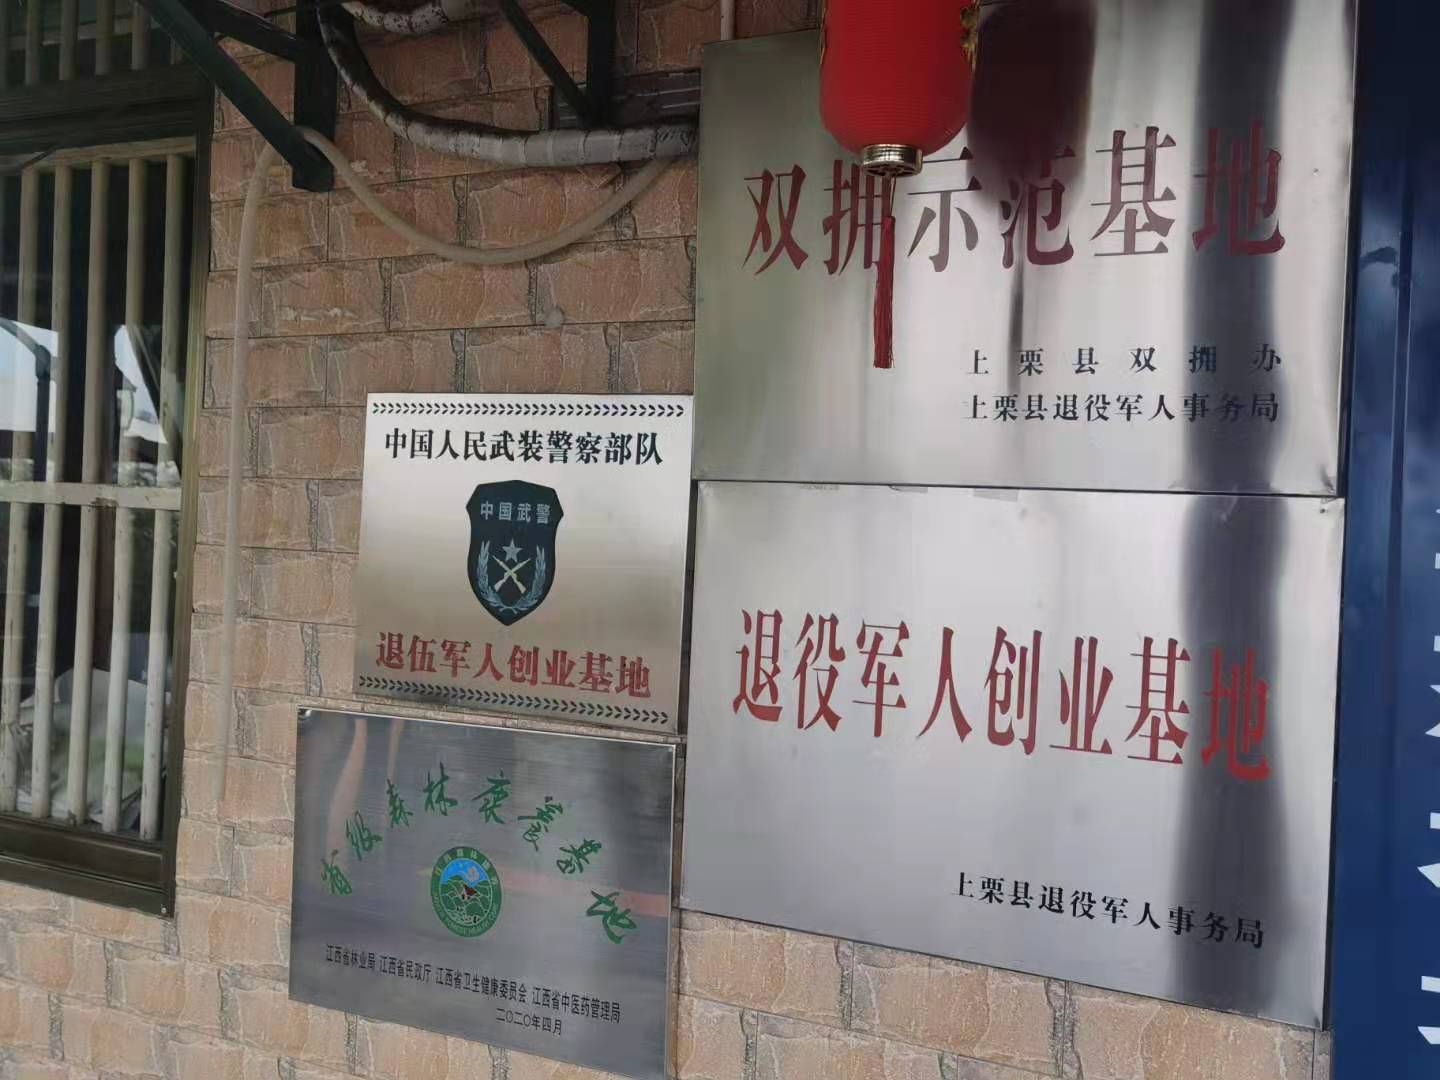 双拥示范基地
上栗县双拥办
上栗县退役军人事务局
中国人民武装警察部队
中国武警
退伍军人创业基地
退役军人创业基地
上栗县退役军人事务局
省级森林康养基地
江西省林业局 江西省民政厅 江西省卫生健康委员会 江西省中医药管理局
二〇二〇年四月